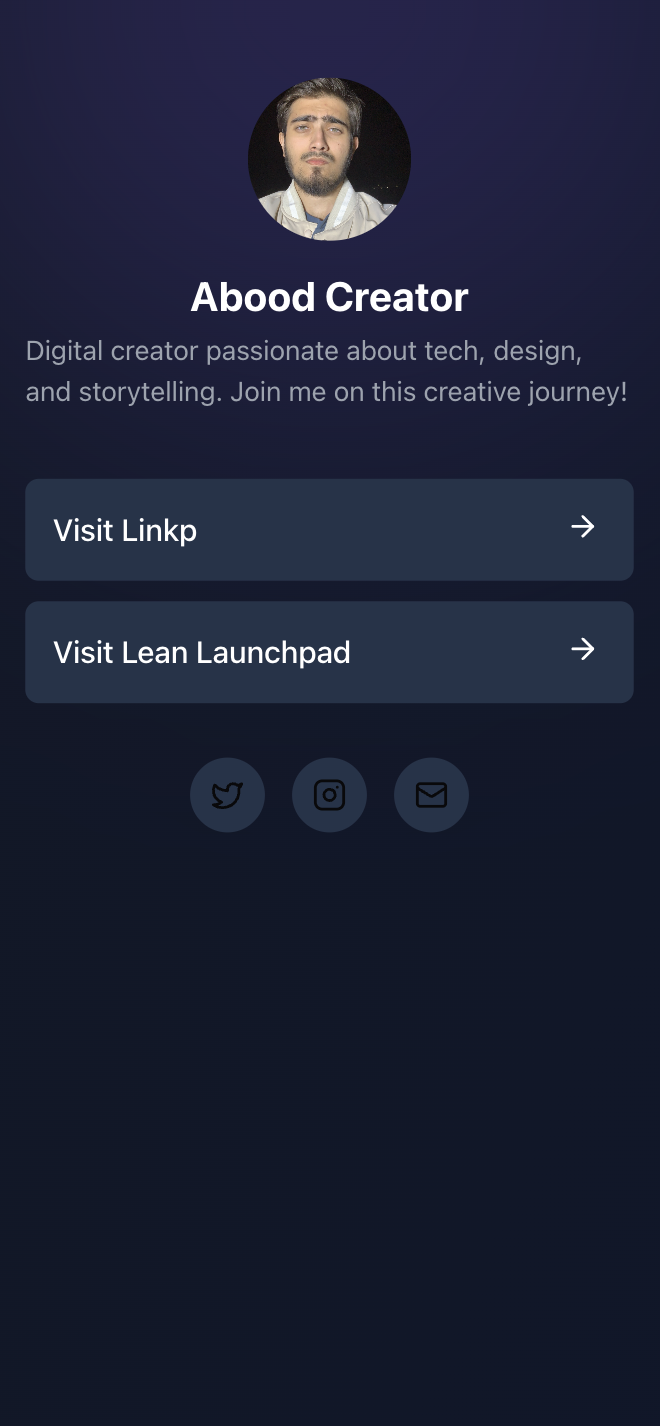 Abood Creator
Digital creator passionate about tech, design,
and storytelling. Join me on this creative journey!
Visit Linkp
Visit Lean Launchpad